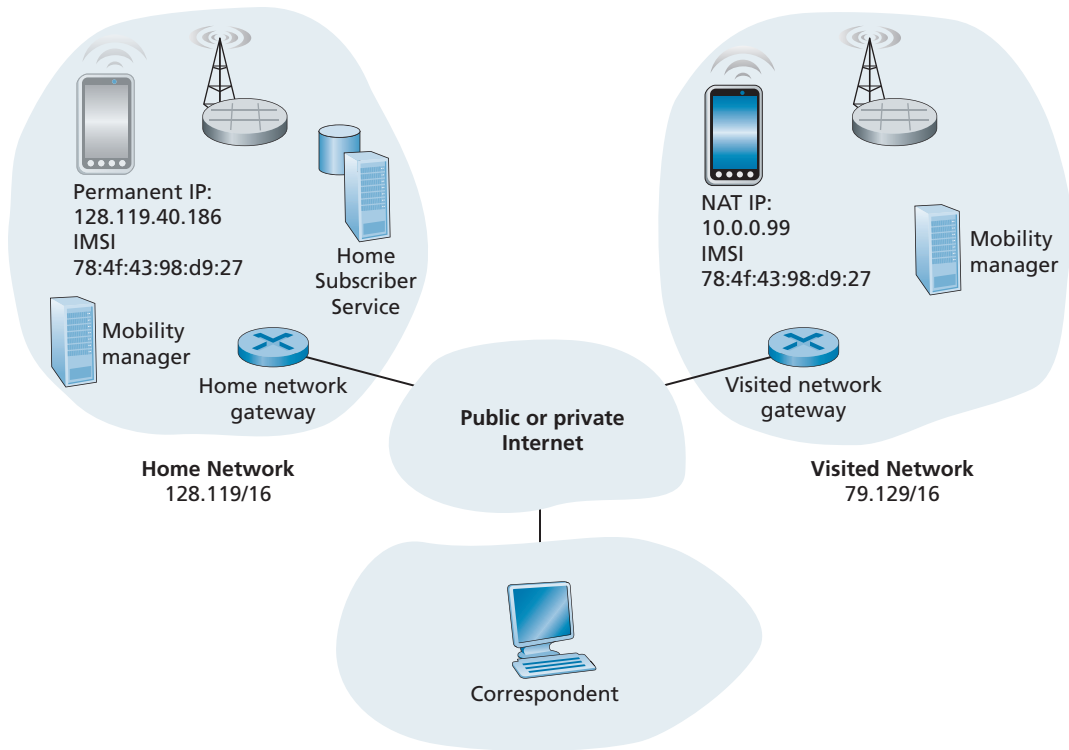 Permanent IP:
128.119.40.186
IMSI
78:4f:43:98:d9:27
Home
Subscriber
Service
Mobility
manager
Home network
gateway
Home Network
128.119/16
Public or private
Internet
NAT IP:
10.0.0.99
IMSI
78:4f:43:98:d9:27
Mobility
manager
Visited network
gateway
Visited Network
79.129/16
Correspondent